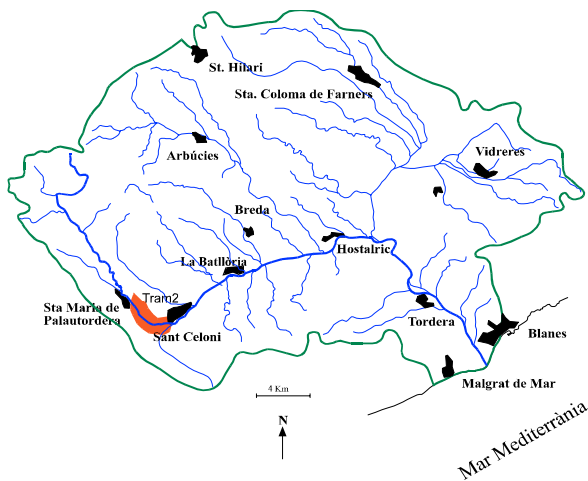 St. Hilari
Sta. Coloma de Farners
Arbúcies
Vidreres
Breda
Hostalric
La Batllòria
Tram2
Sta Maria de
Palautordera
Sant Celoni
Tordera
Blanes
Malgrat de Mar
4 Km
N
Mar Mediterrània